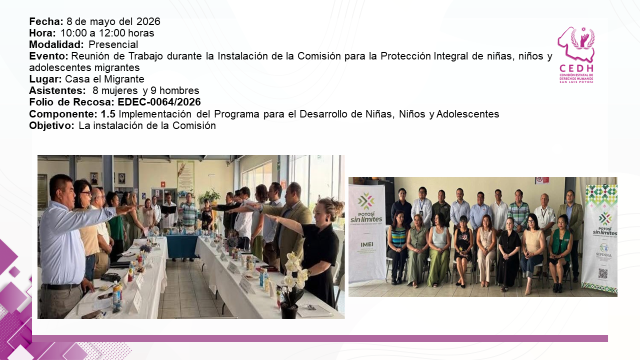 Fecha: 8 de mayo del 2026
Hora: 10:00 a 12:00 horas
Modalidad: Presencial
Evento: Reunión de Trabajo durante la Instalación de la Comisión para la Protección Integral de niñas, niños y
adolescentes migrantes
Lugar: Casa el Migrante
Asistentes: 8 mujeres y 9 hombres
Folio de Recosa: EDEC-0064/2026
Componente: 1.5 Implementación del Programa para el Desarrollo de Niñas, Niños y Adolescentes
Objetivo: La instalación de la Comisión
CEDH
COMISIÓN ESTATAL DE
DERECHOS HUMANOS
SAN LUIS POTOSÍ
POTOSÍ
sin límites
IMEI
POTOSÍ
sin límites